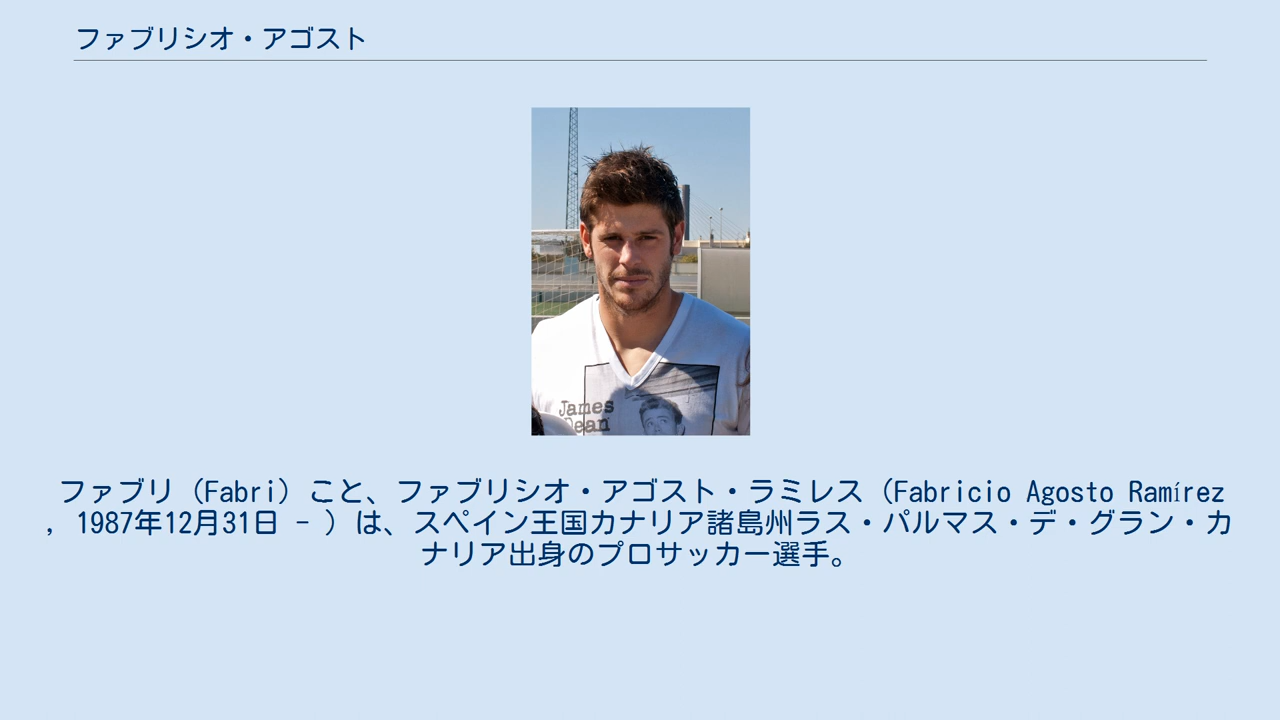 ファブリシオ・アゴスト
James
Dean
ファブリ（Fabri）こと、ファブリシオ・アゴスト・ラミレス（Fabricio Agosto Ramírez
, 1987年12月31日 - ）は、スペイン王国カナリア諸島州ラス・パルマス・デ・グラン・カ
ナリア出身のプロサッカー選手。